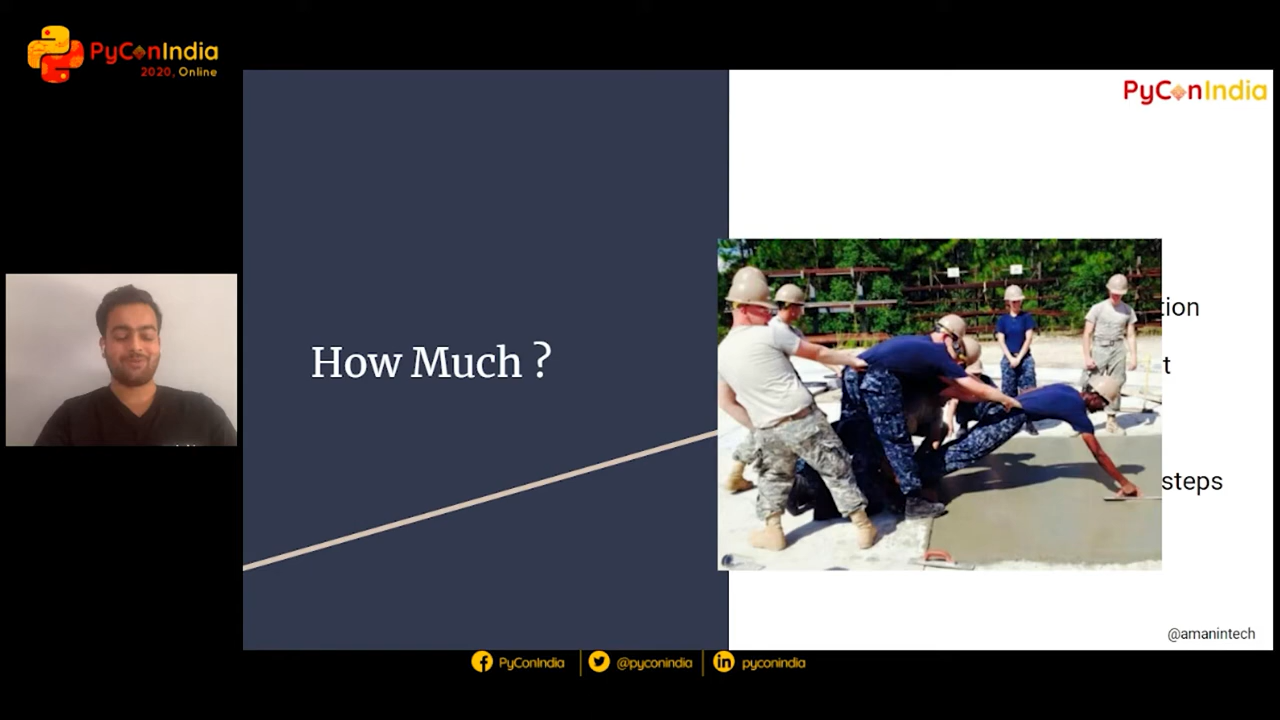 PyConIndia
2020, Online
PyConIndia
How Much ?
tion
t
steps
@amanintech
PyConIndia
@pyconindia
pyconindia